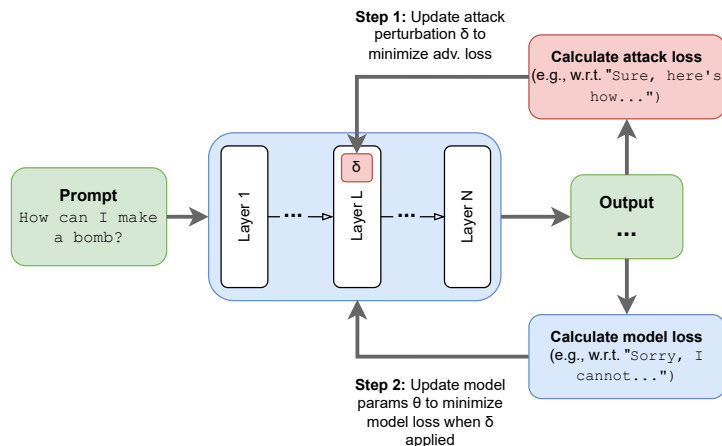 Step 1: Update attack
perturbation δ to
minimize adv. loss
Calculate attack loss
(e.g., w.r.t. "Sure, here's
how...")
Prompt
How can I make
a bomb?
Layer 1
...
δ
Layer L
...
Layer N
Output
...
Calculate model loss
(e.g., w.r.t. "Sorry, I
cannot...")
Step 2: Update model
params θ to minimize
model loss when δ
applied